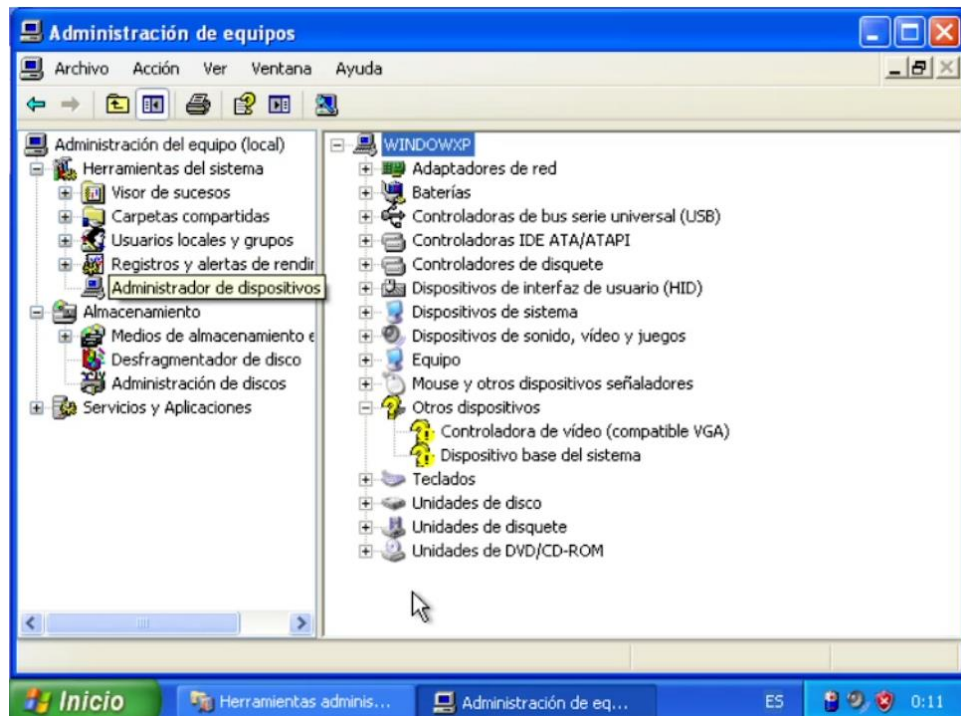 Administración de equipos
Archivo Acción Ver Ventana Ayuda
Administración del equipo (local)
Herramientas del sistema
Visor de sucesos
Carpetas compartidas
Usuarios locales y grupos
Registros y alertas de rendir
Administrador de dispositivos
Almacenamiento
Medios de almacenamiento e
Desfragmentador de disco
Administración de discos
Servicios y Aplicaciones
WINDOWXP
Adaptadores de red
Baterías
Controladoras de bus serie universal (USB)
Controladoras IDE ATA/ATAPI
Controladores de disquete
Dispositivos de interfaz de usuario (HID)
Dispositivos de sistema
Dispositivos de sonido, vídeo y juegos
Equipo
Mouse y otros dispositivos señaladores
Otros dispositivos
Controladora de vídeo (compatible VGA)
Dispositivo base del sistema
Teclados
Unidades de disco
Unidades de disquete
Unidades de DVD/CD-ROM
Inicio Herramientas adminis... Administración de eq... ES 0:11